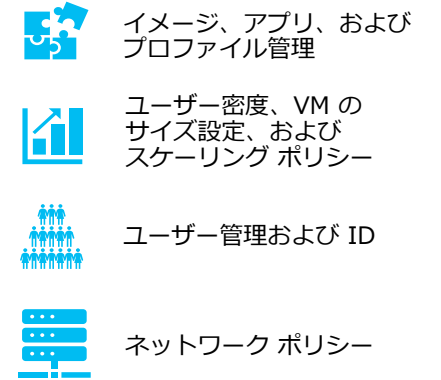 イメージ、アプリ、および
プロファイル管理
ユーザー密度、VM の
サイズ設定、および
スケーリング ポリシー
ユーザー管理および ID
ネットワーク ポリシー